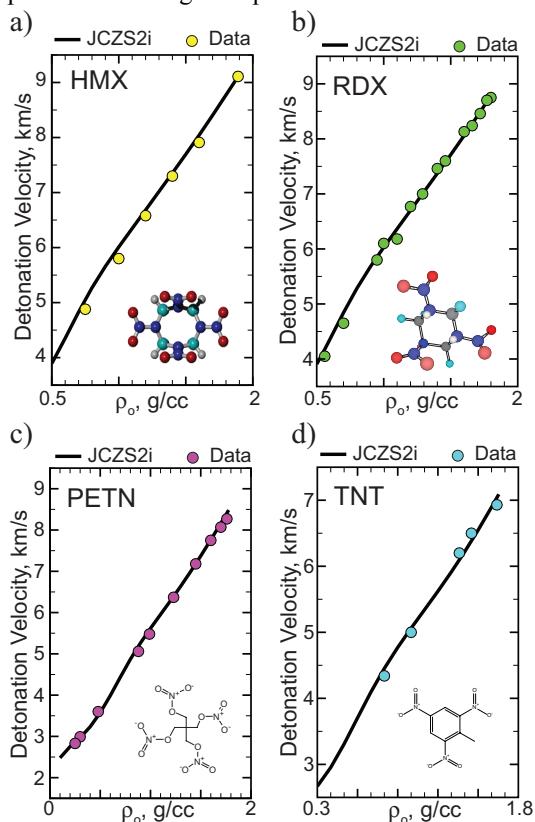 a)
JCZS2i Data
HMX
Detonation Velocity, km/s
9
8
7
6
5
4
0.5 2
ρₒ, g/cc
b)
JCZS2i Data
RDX
Detonation Velocity, km/s
9
8
7
6
5
4
0.5 2
ρₒ, g/cc
c)
JCZS2i Data
PETN
Detonation Velocity, km/s
9
8
7
6
5
4
3
2
O N⁺ O⁻
O
O⁻ O N⁺ O
O⁻
N⁺ O
O
O N⁺ O⁻
O
0 2
ρₒ, g/cc
d)
JCZS2i Data
TNT
Detonation Velocity, km/s
7
6
5
4
3
0.3 1.8
ρₒ, g/cc